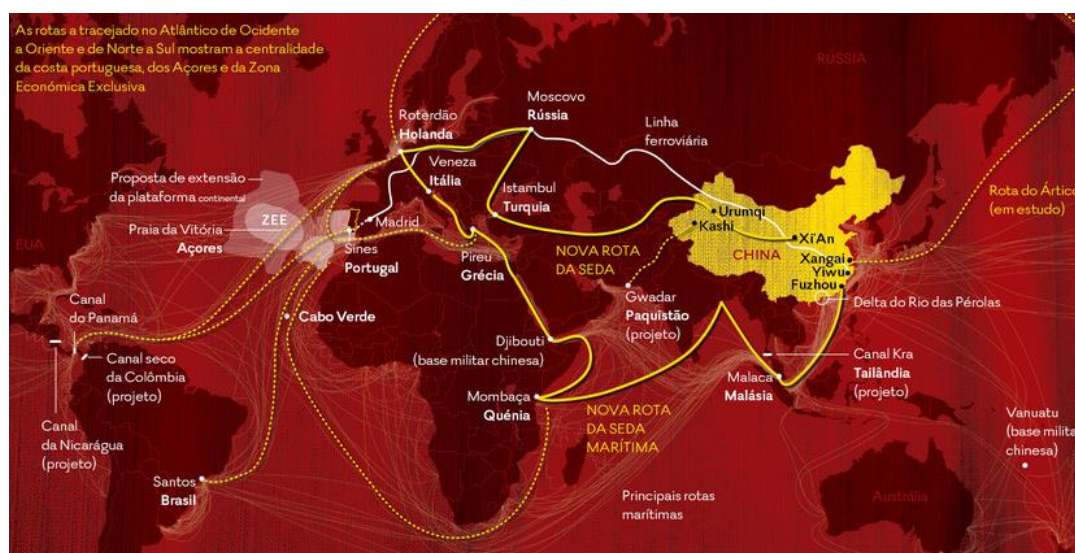 As rotas a tracejado no Atlântico de Ocidente
a Oriente e de Norte a Sul mostram a centralidade
da costa portuguesa, dos Açores e da Zona
Económica Exclusiva
RÚSSIA
Moscovo
Rússia
Roterdão
Holanda
Linha
ferroviária
Veneza
Itália
Proposta de extensão
da plataforma continental
Istambul
Turquia
Rota do Ártico
(em estudo)
Urumqi
Kashi
ZEE
Madrid
Praia da Vitória
Açores
EUA
Xi'An
Sines
Portugal
NOVA ROTA
DA SEDA
CHINA
Xangai
Yiwu
Fuzhou
Pireu
Grécia
Gwadar
Paquistão
(projeto)
Delta do Rio das Pérolas
Canal
do Panamá
Cabo Verde
Djibouti
(base militar chinesa)
Canal seco
da Colômbia
(projeto)
Canal Kra
Tailândia
(projeto)
Malaca
Malásia
Mombaça
Quénia
NOVA ROTA
DA SEDA
MARÍTIMA
Canal
da Nicarágua
(projeto)
Vanuatu
(base milita
chinesa)
Santos
Brasil
Principais rotas
marítimas
Austrália